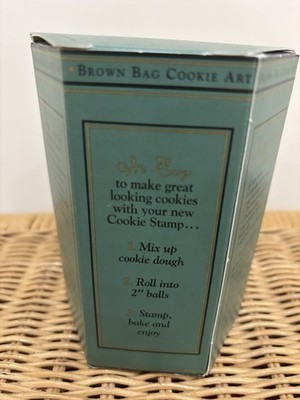 Brown Bag Cookie Art
So Easy
to make great
looking cookies
with your new
Cookie Stamp...
1. Mix up
cookie dough
2. Roll into
2" balls
3. Stamp,
bake and
enjoy